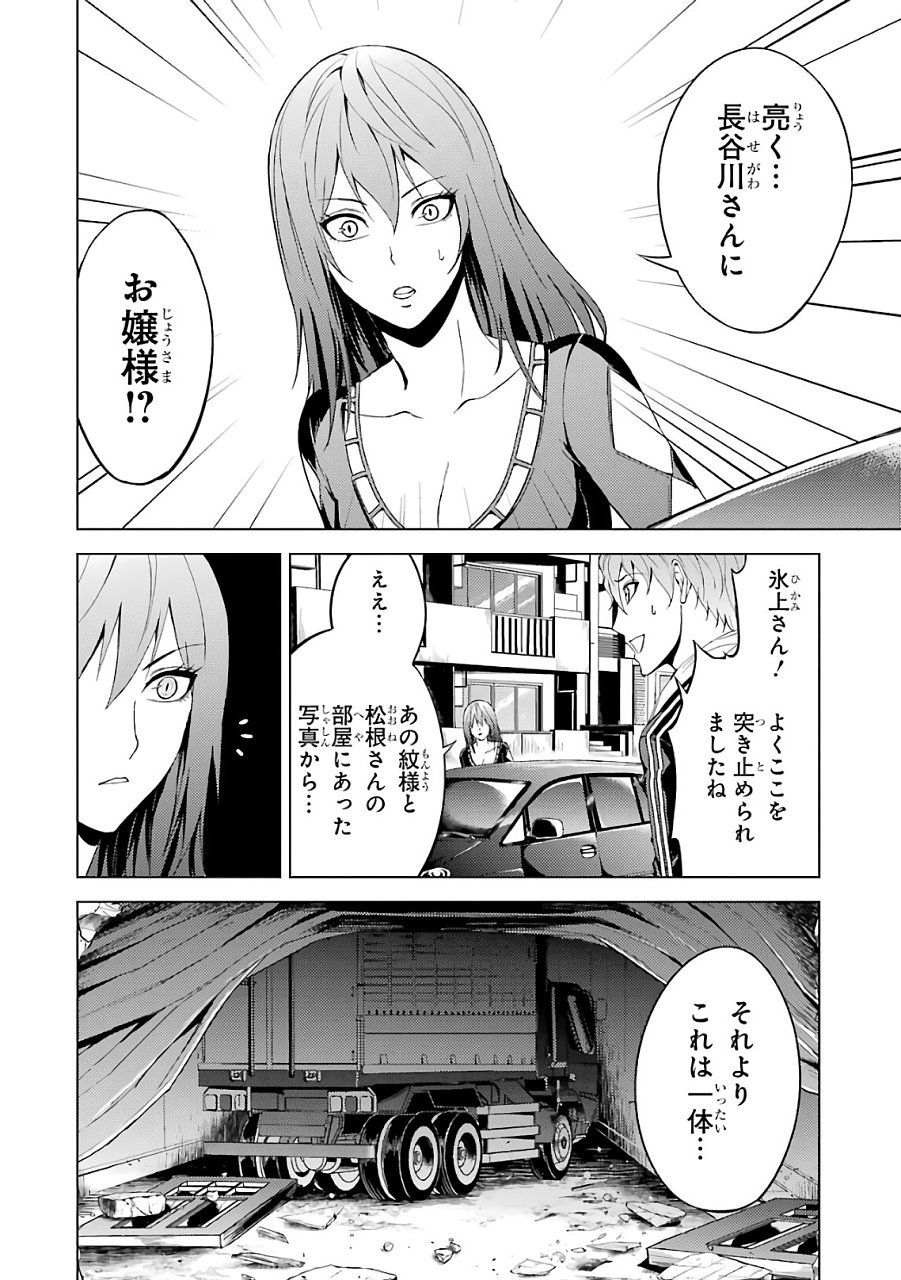 亮く…
長谷川さんに
お嬢様!?
氷上さん!
よくここを
突き止められ
ましたね
ええ…
あの紋様と
松根さんの
部屋にあった
写真から…
それより
これは一体…